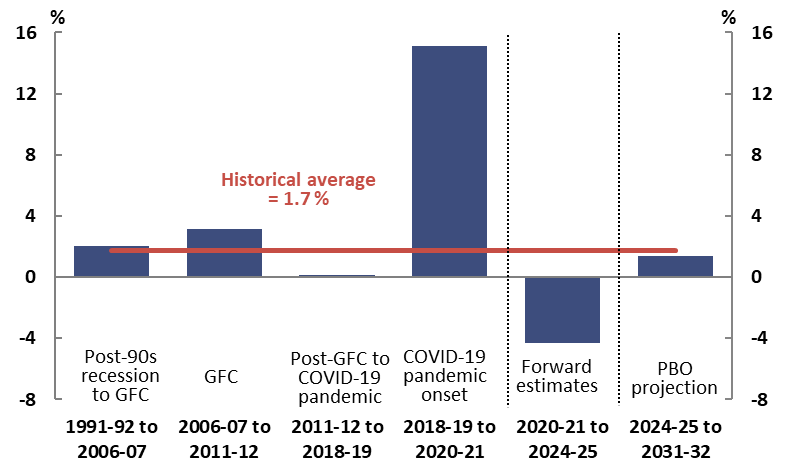 % %
16 16
12 12
8 8
Historical average
= 1.7 %
4 4
0 0
-4 -4
Post-90s
recession
to GFC
GFC
Post-GFC to
COVID-19
pandemic
COVID-19
pandemic
onset
Forward
estimates
PBO
projection
-8 -8
1991-92 to
2006-07
2006-07 to
2011-12
2011-12 to
2018-19
2018-19 to
2020-21
2020-21 to
2024-25
2024-25 to
2031-32